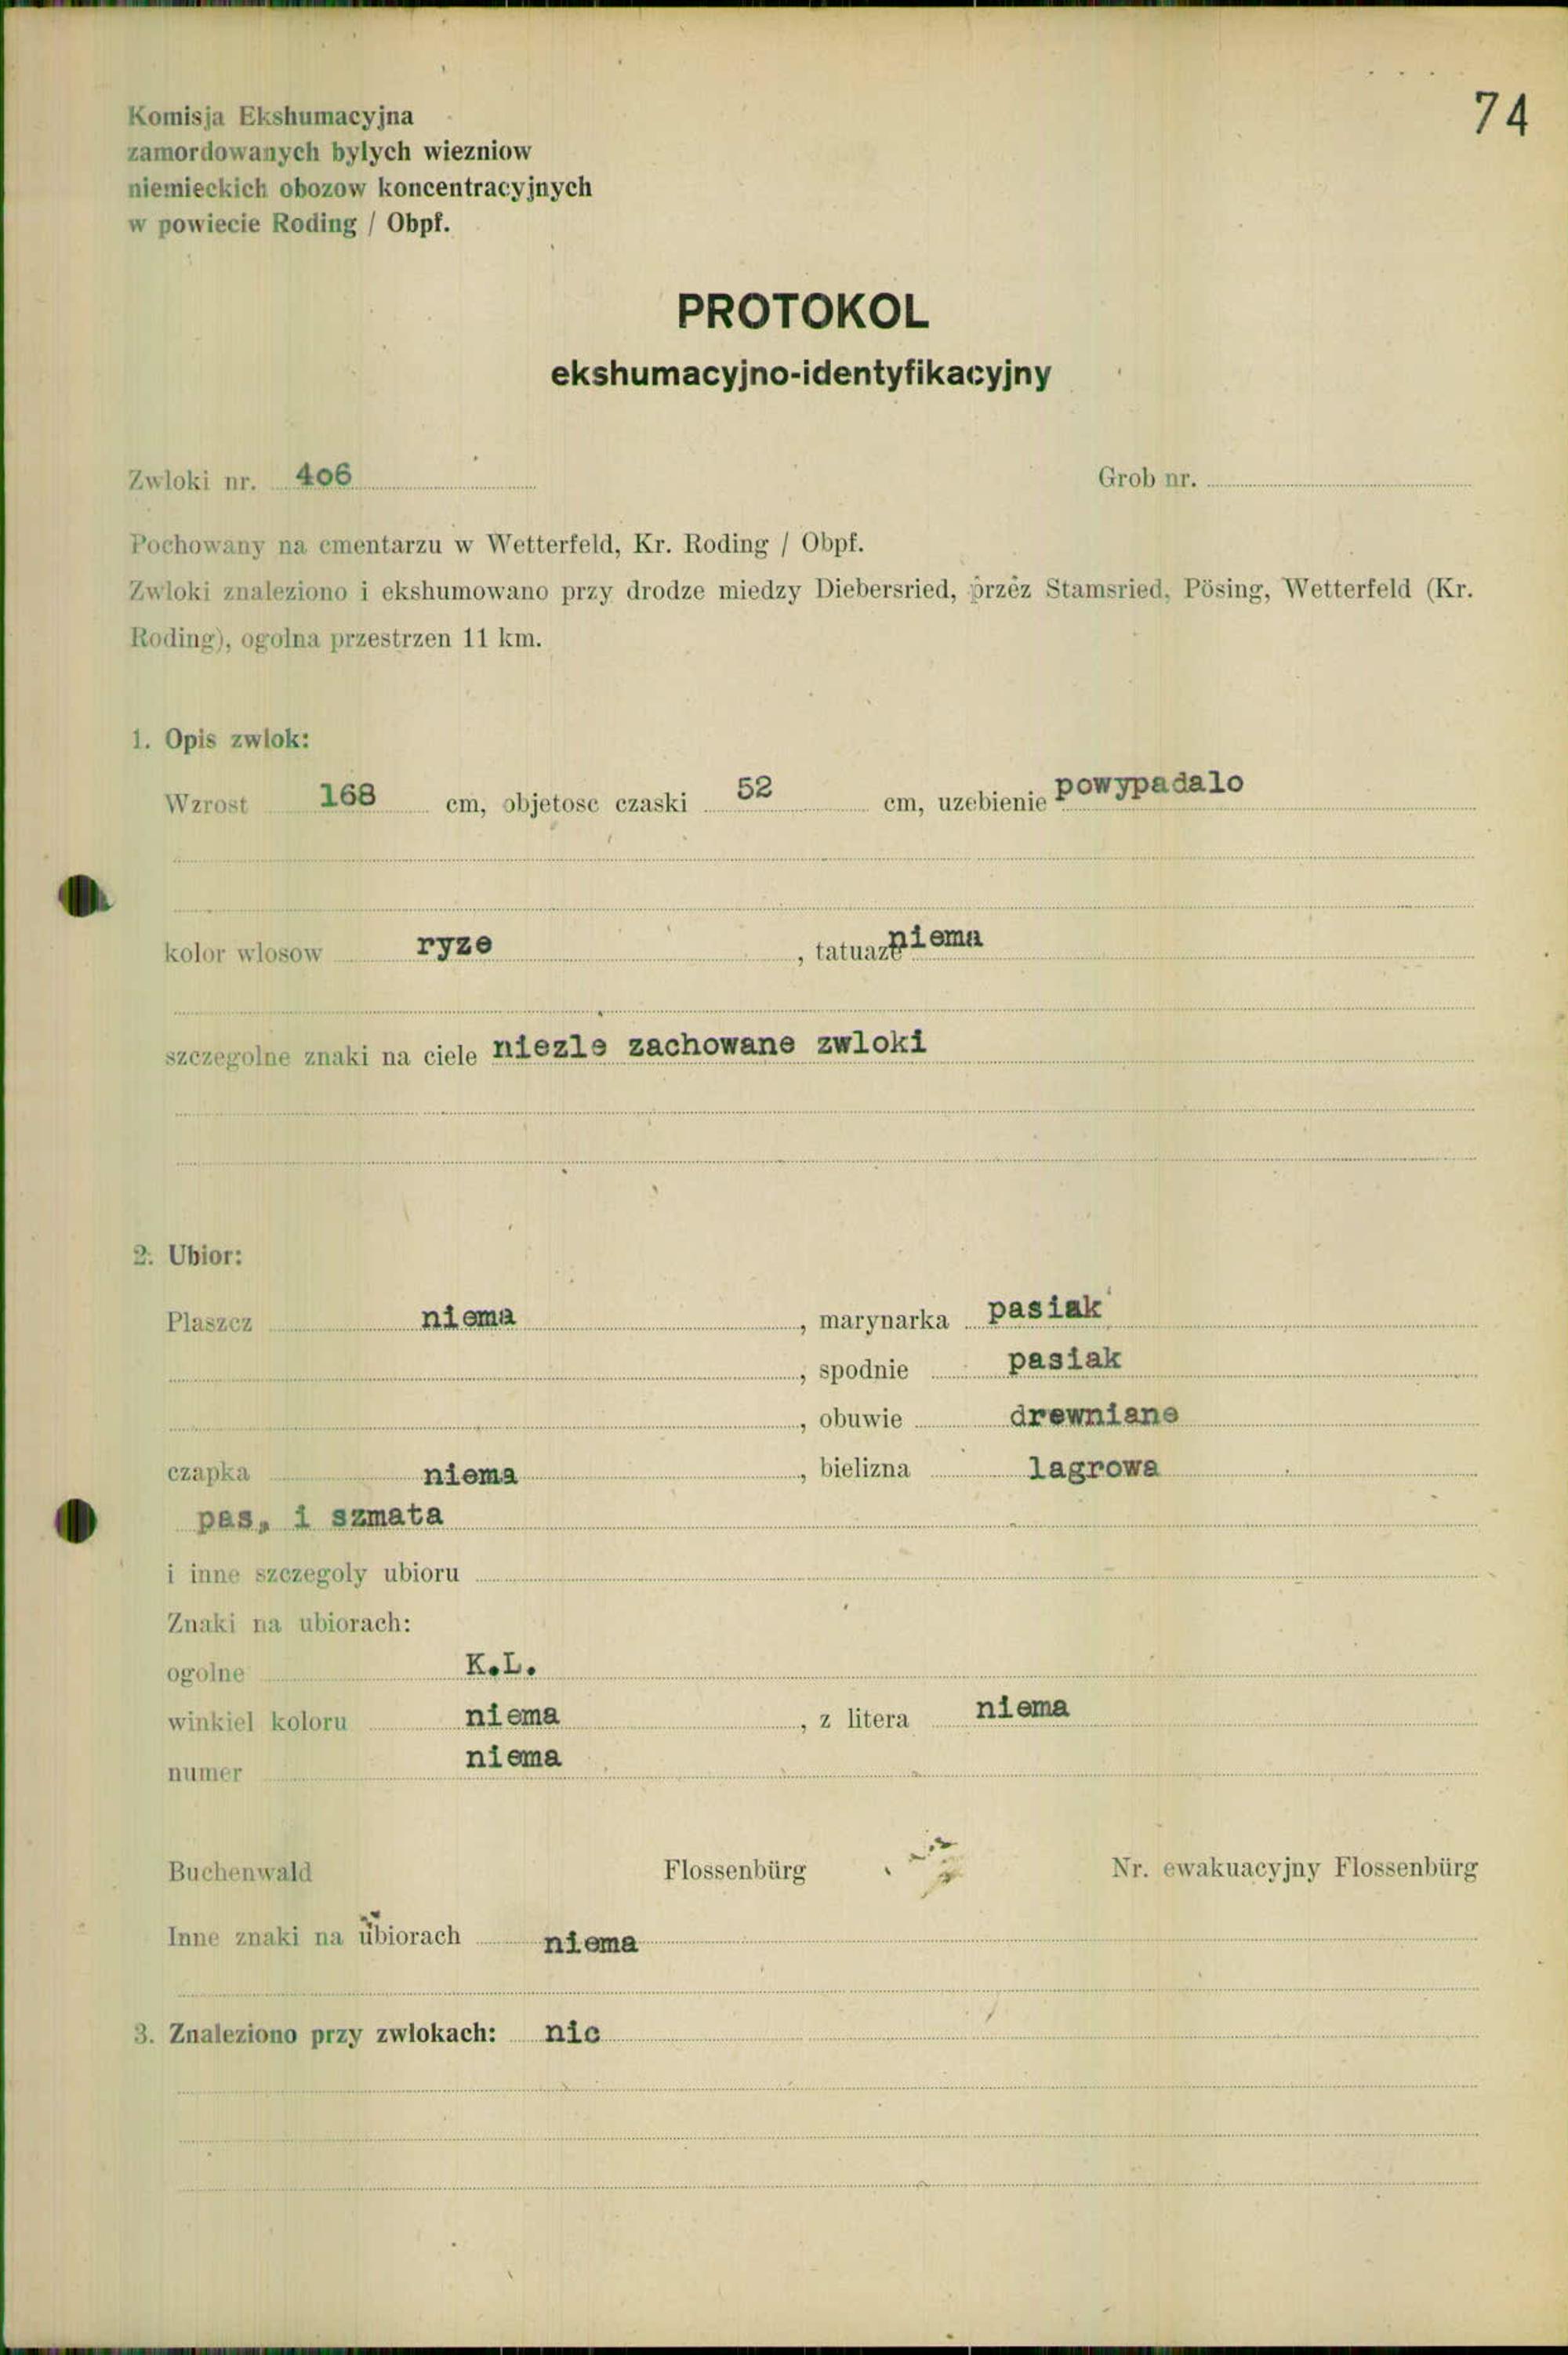 74
Komisja Ekshumacyjna
zamordowanych bylych wiezniow
niemieckich obozow koncentracyjnych
w powiecie Roding / Obpf.
PROTOKOL
ekshumacyjno-identyfikacyjny
Zwloki nr. 406 Grob nr.
Pochowany na cmentarzu w Wetterfeld, Kr. Roding / Obpf.
Zwloki znaleziono i ekshumowano przy drodze miedzy Diebersried, przez Stamsried, Pösing, Wetterfeld (Kr.
Roding), ogolna przestrzen 11 km.
1. Opis zwlok:
Wzrost 168 cm, objetosc czaski 52 cm, uzebienie powypadalo
kolor wlosow ryze , tatuaze niema
szczegolne znaki na ciele niezle zachowane zwloki
2. Ubior:
Plaszcz niema , marynarka pasiak
, spodnie pasiak
, obuwie drewniane
czapka niema , bielizna lagrowa
pas, i szmata
i inne szczegoly ubioru
Znaki na ubiorach:
ogolne K.L.
winkiel koloru niema , z litera niema
numer niema
Buchenwald Flossenbürg Nr. ewakuacyjny Flossenbürg
Inne znaki na ubiorach niema
3. Znaleziono przy zwlokach: nic